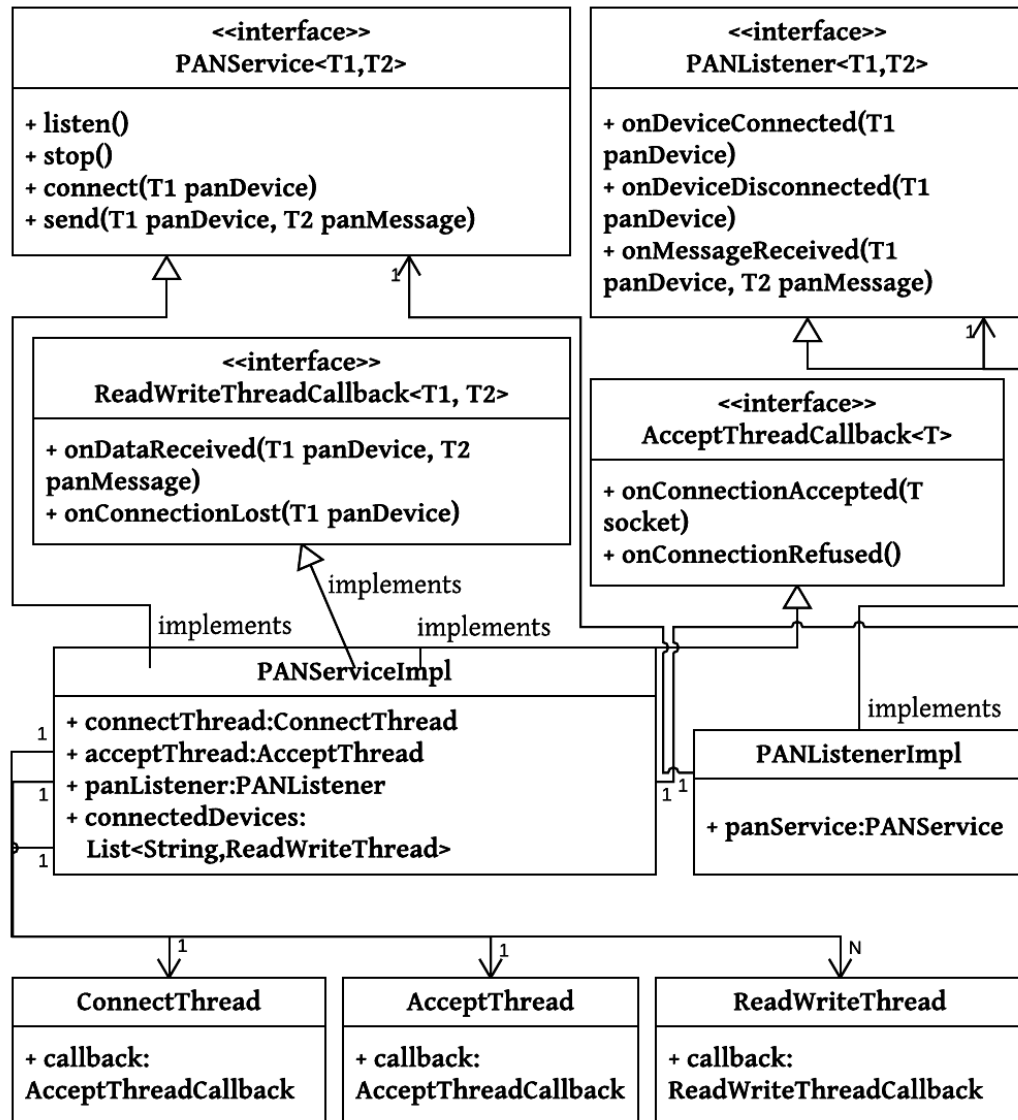 <<interface>>
PANService<T1,T2>
+ listen()
+ stop()
+ connect(T1 panDevice)
+ send(T1 panDevice, T2 panMessage)
1
<<interface>>
PANListener<T1,T2>
+ onDeviceConnected(T1
panDevice)
+ onDeviceDisconnected(T1
panDevice)
+ onMessageReceived(T1
panDevice, T2 panMessage)
1
<<interface>>
ReadWriteThreadCallback<T1, T2>
+ onDataReceived(T1 panDevice, T2
panMessage)
+ onConnectionLost(T1 panDevice)
<<interface>>
AcceptThreadCallback<T>
+ onConnectionAccepted(T
socket)
+ onConnectionRefused()
implements
implements
implements
PANServiceImpl
+ connectThread:ConnectThread
+ acceptThread:AcceptThread
+ panListener:PANListener
+ connectedDevices:
List<String,ReadWriteThread>
1
1
1
1
1
implements
PANListenerImpl
+ panService:PANService
1
1
N
ConnectThread
+ callback:
AcceptThreadCallback
AcceptThread
+ callback:
AcceptThreadCallback
ReadWriteThread
+ callback:
ReadWriteThreadCallback